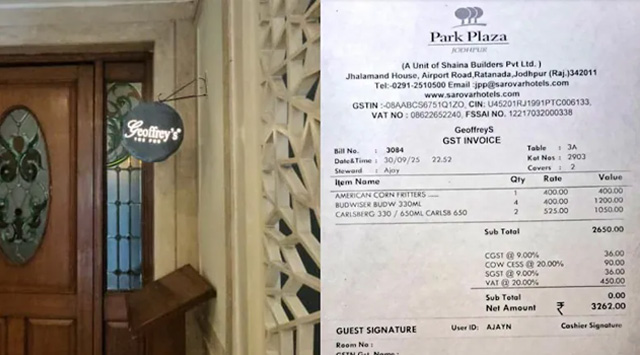 Geoffrey's
THE PUB
Park Plaza
JODHPUR
(A Unit of Shaina Builders Pvt Ltd. )
Jhalamand House, Airport Road,Ratanada,Jodhpur (Raj.)342011
Tel:-0291-2510500 Email :jpp@sarovarhotels.com
www.sarovarhotels.com
GSTIN :-08AABCS6751Q1ZO, CIN: U45201RJ1991PTC006133,
VAT NO : 08622652240, FSSAI NO. 12217032000338
GeoffreyS
GST INVOICE
Bill No. : 3084 Table : 3A
Date&Time : 30/09/25 22.52 Kot Nos : 2903
Steward : Ajay Covers : 2
Item Name Qty Rate Value
AMERICAN CORN FRITTERS ...... 1 400.00 400.00
BUDWISER BUDW 330ML 4 400.00 1200.00
CARLSBERG 330 / 650ML CARLSB 650 2 525.00 1050.00
Sub Total 2650.00
CGST @ 9.00% 36.00
COW CESS @ 20.00% 90.00
SGST @ 9.00% 36.00
VAT @ 20.00% 450.00
Sub Total 0.00
Net Amount ₹ 3262.00
GUEST SIGNATURE User ID: AJAYN Cashier Signature
Room No :